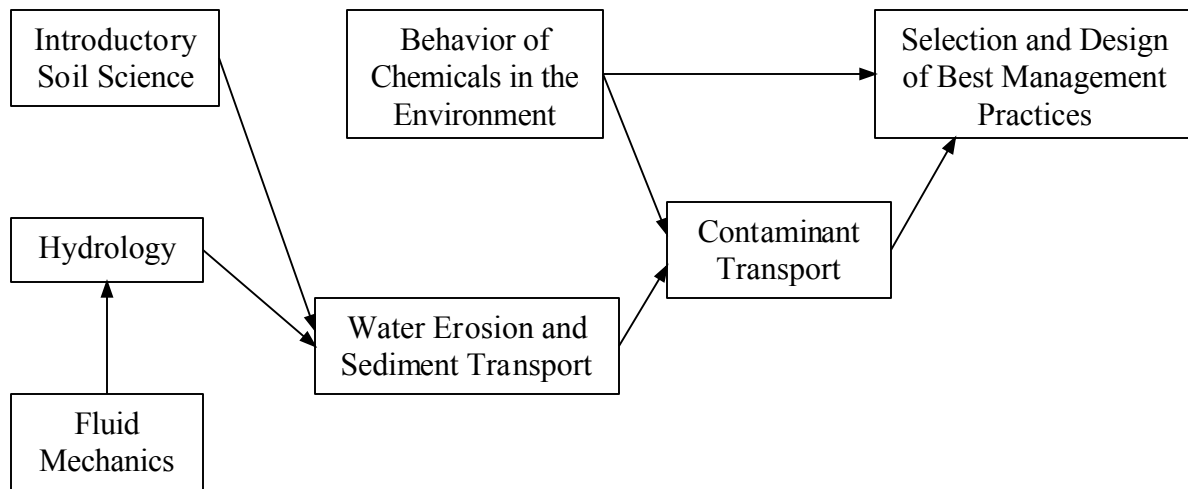 Introductory
Soil Science
Behavior of
Chemicals in the
Environment
Selection and Design
of Best Management
Practices
Hydrology
Contaminant
Transport
Water Erosion and
Sediment Transport
Fluid
Mechanics